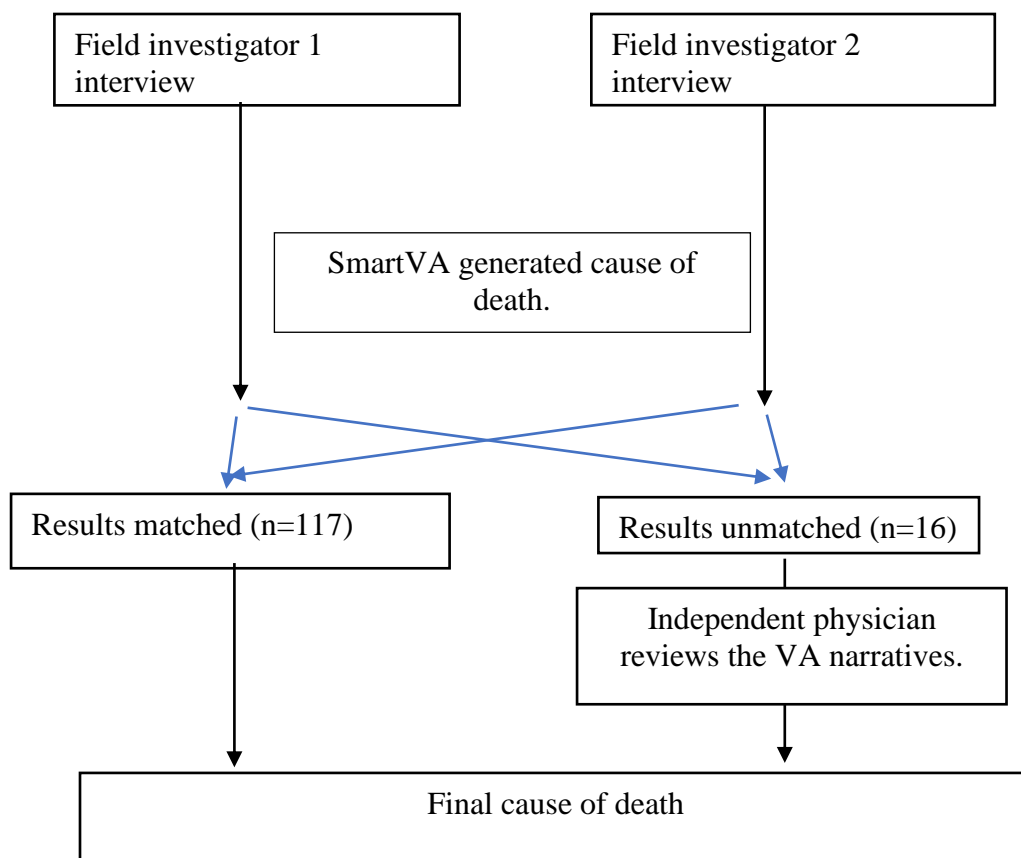 Field investigator 1
interview
Field investigator 2
interview
SmartVA generated cause of
death.
Results matched (n=117)
Results unmatched (n=16)
Independent physician
reviews the VA narratives.
Final cause of death